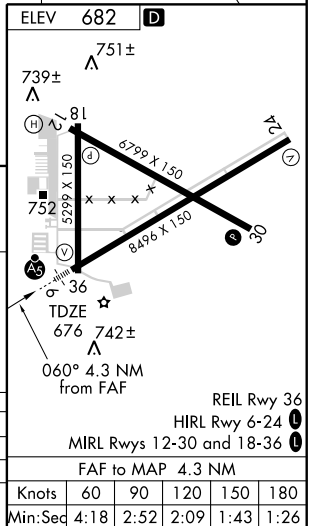 ELEV 682 D
751±
739±
H
12
18
24
V
6799 X 150
P
5299 X 150
X X X X
752
8496 X 150
P
30
V
A5
6
36
TDZE
676
742±
060° 4.3 NM
from FAF
REIL Rwy 36
HIRL Rwy 6-24 L
MIRL Rwys 12-30 and 18-36 L
FAF to MAP 4.3 NM
Knots 60 90 120 150 180
Min:Sec 4:18 2:52 2:09 1:43 1:26